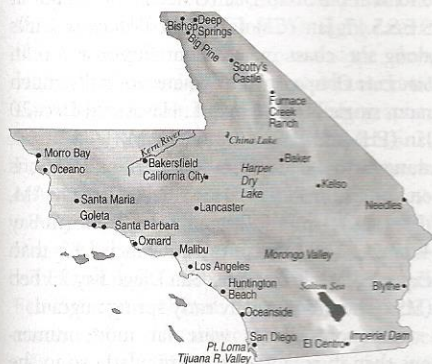 Bishop
Deep
Springs
Big Pine
Scotty's
Castle
Furnace
Creek
Ranch
Kern River
China Lake
Morro Bay
Bakersfield
Baker
Oceano
California City
Harper
Dry
Lake
Kelso
Santa Maria
Lancaster
Needles
Goleta
Santa Barbara
Oxnard
Malibu
Morongo Valley
Los Angeles
Huntington
Beach
Salton Sea
Blythe
Oceanside
San Diego
El Centro
Imperial Dam
Pt. Loma
Tijuana R. Valley